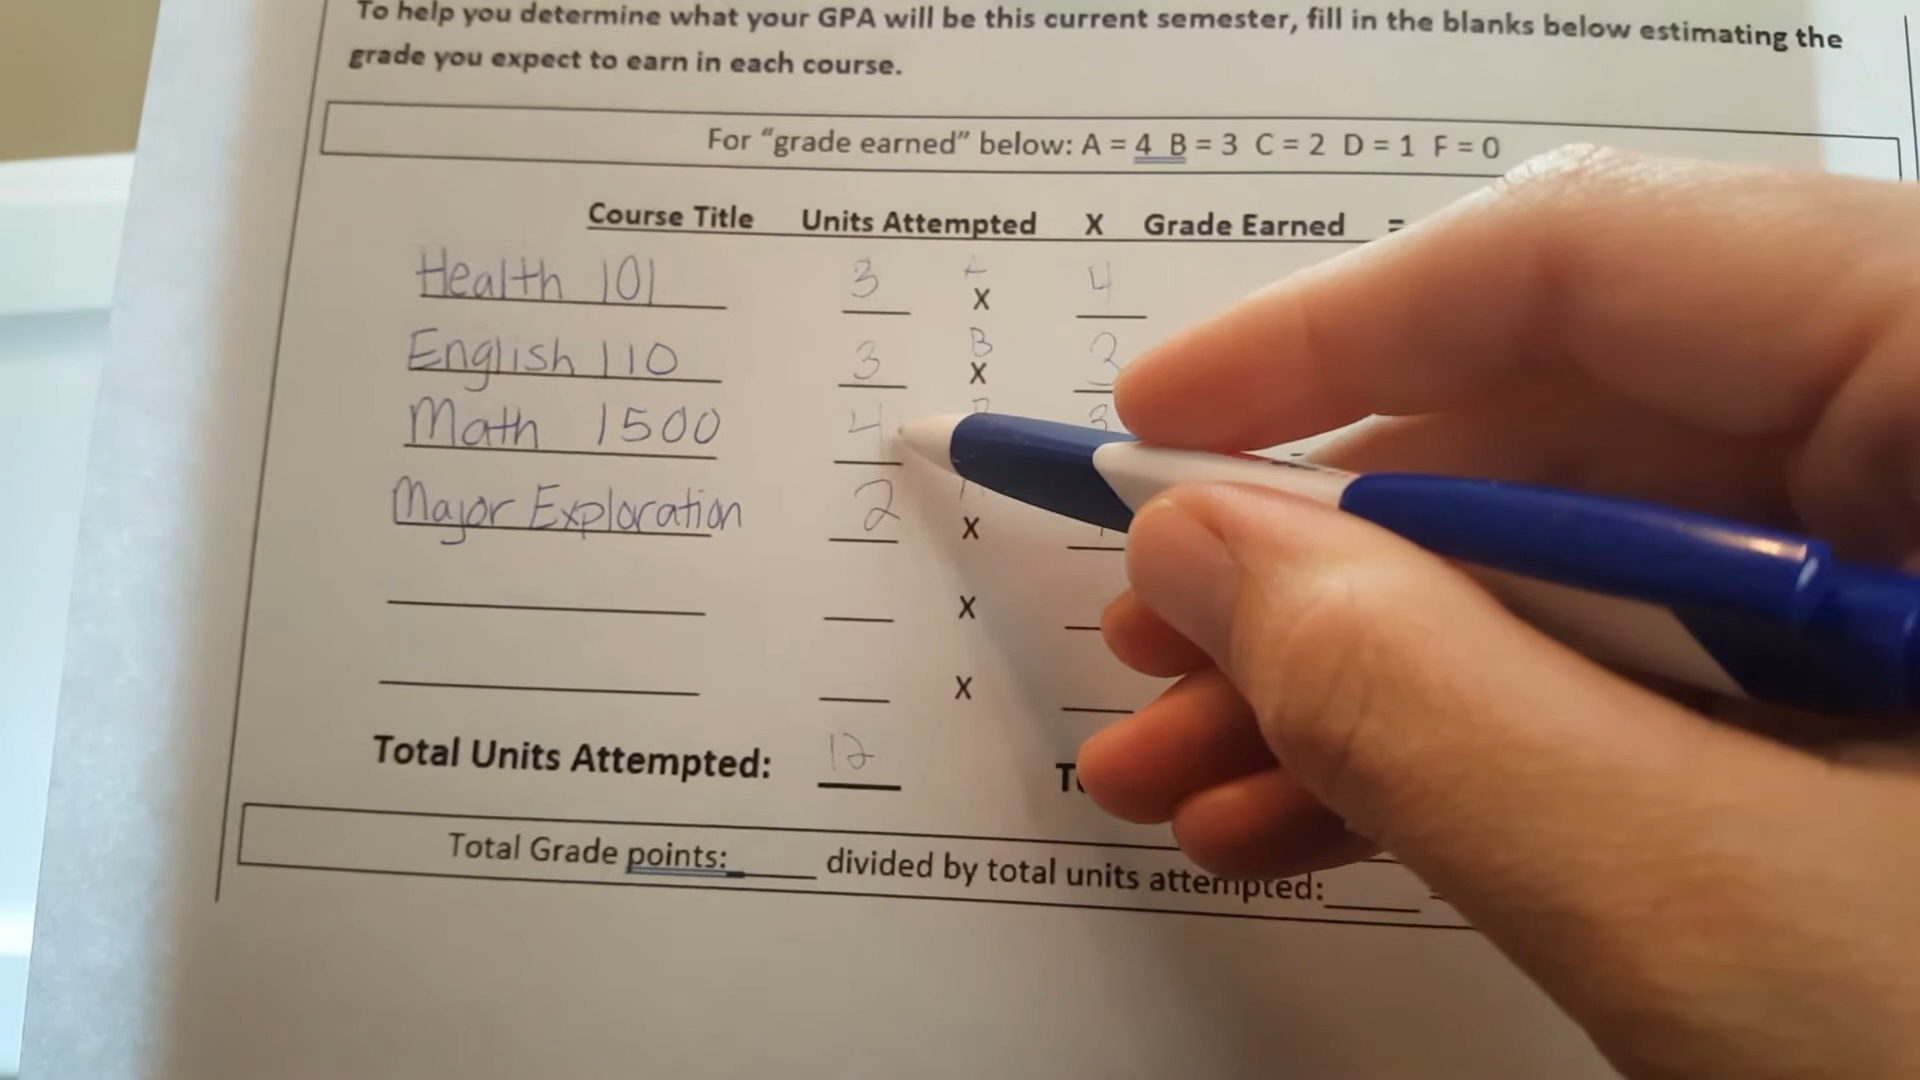 To help you determine what your GPA will be this current semester, fill in the blanks below estimating the
grade you expect to earn in each course.
For “grade earned” below: A = 4 B = 3 C = 2 D = 1 F = 0
Course Title Units Attempted X Grade Earned =
Health 101 3 X 4
English 110 3 B X 3
Math 1500 4 3
Major Exploration 2 X
X
X
Total Units Attempted: 12
Total Grade points: divided by total units attempted: